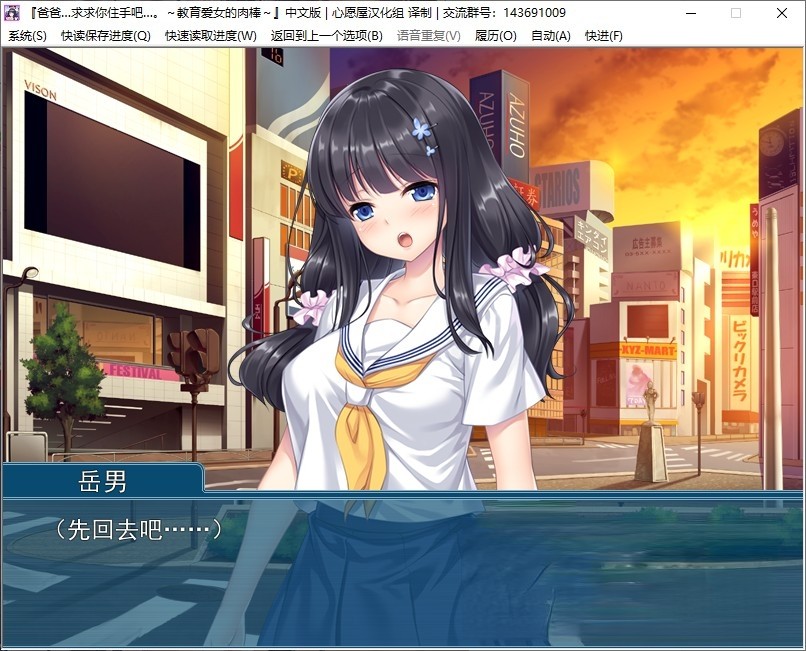 『爸爸...求求你住手吧...。～教育爱女的肉棒～』中文版 | 心愿屋汉化组 译制 | 交流群号：143691009
系统(S) 快速保存进度(Q) 快速读取进度(W) 返回到上一个选项(B) 语音重复(V) 履历(O) 自动(A) 快进(F)
VISON
10
P
AZUHO
AZUHO
STARIOS
広告主募集
-XYZ-MART-
ビックリカメラ
FESTIVAL
岳男
（先回去吧……）